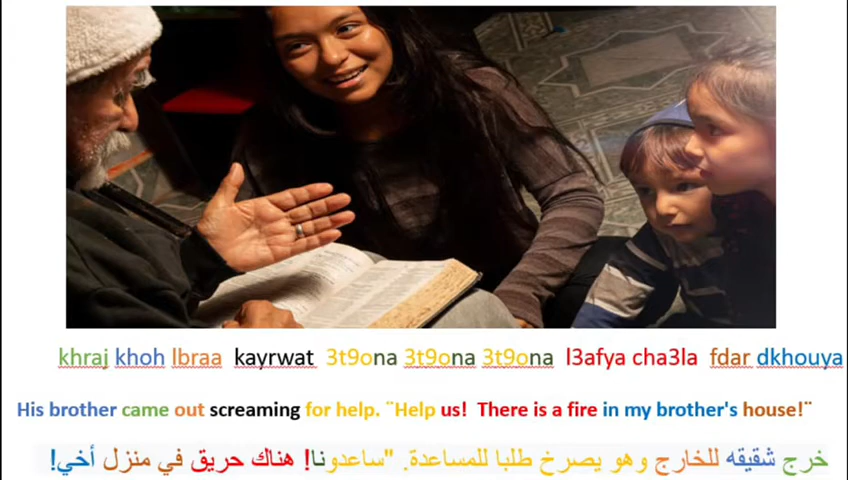 khraj khoh lbraa kayrwat 3t9ona 3t9ona 3t9ona l3afya cha3la fdar dkhouya
His brother came out screaming for help. ¨Help us! There is a fire in my brother's house!¨
خرج شقيقه للخارج وهو يصرخ طلبا للمساعدة. "ساعدونا! هناك حريق في منزل أخي!